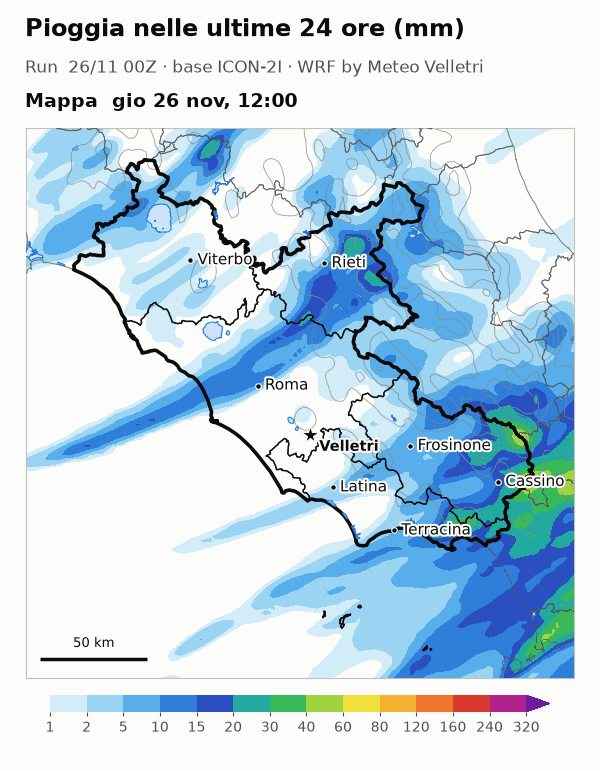 Pioggia nelle ultime 24 ore (mm)
Run 26/11 00Z · base ICON-2I · WRF by Meteo Velletri
Mappa gio 26 nov, 12:00
Viterbo
Rieti
Roma
Velletri
Frosinone
Latina
Cassino
Terracina
50 km
1 2 5 10 15 20 30 40 60 80 120 160 240 320